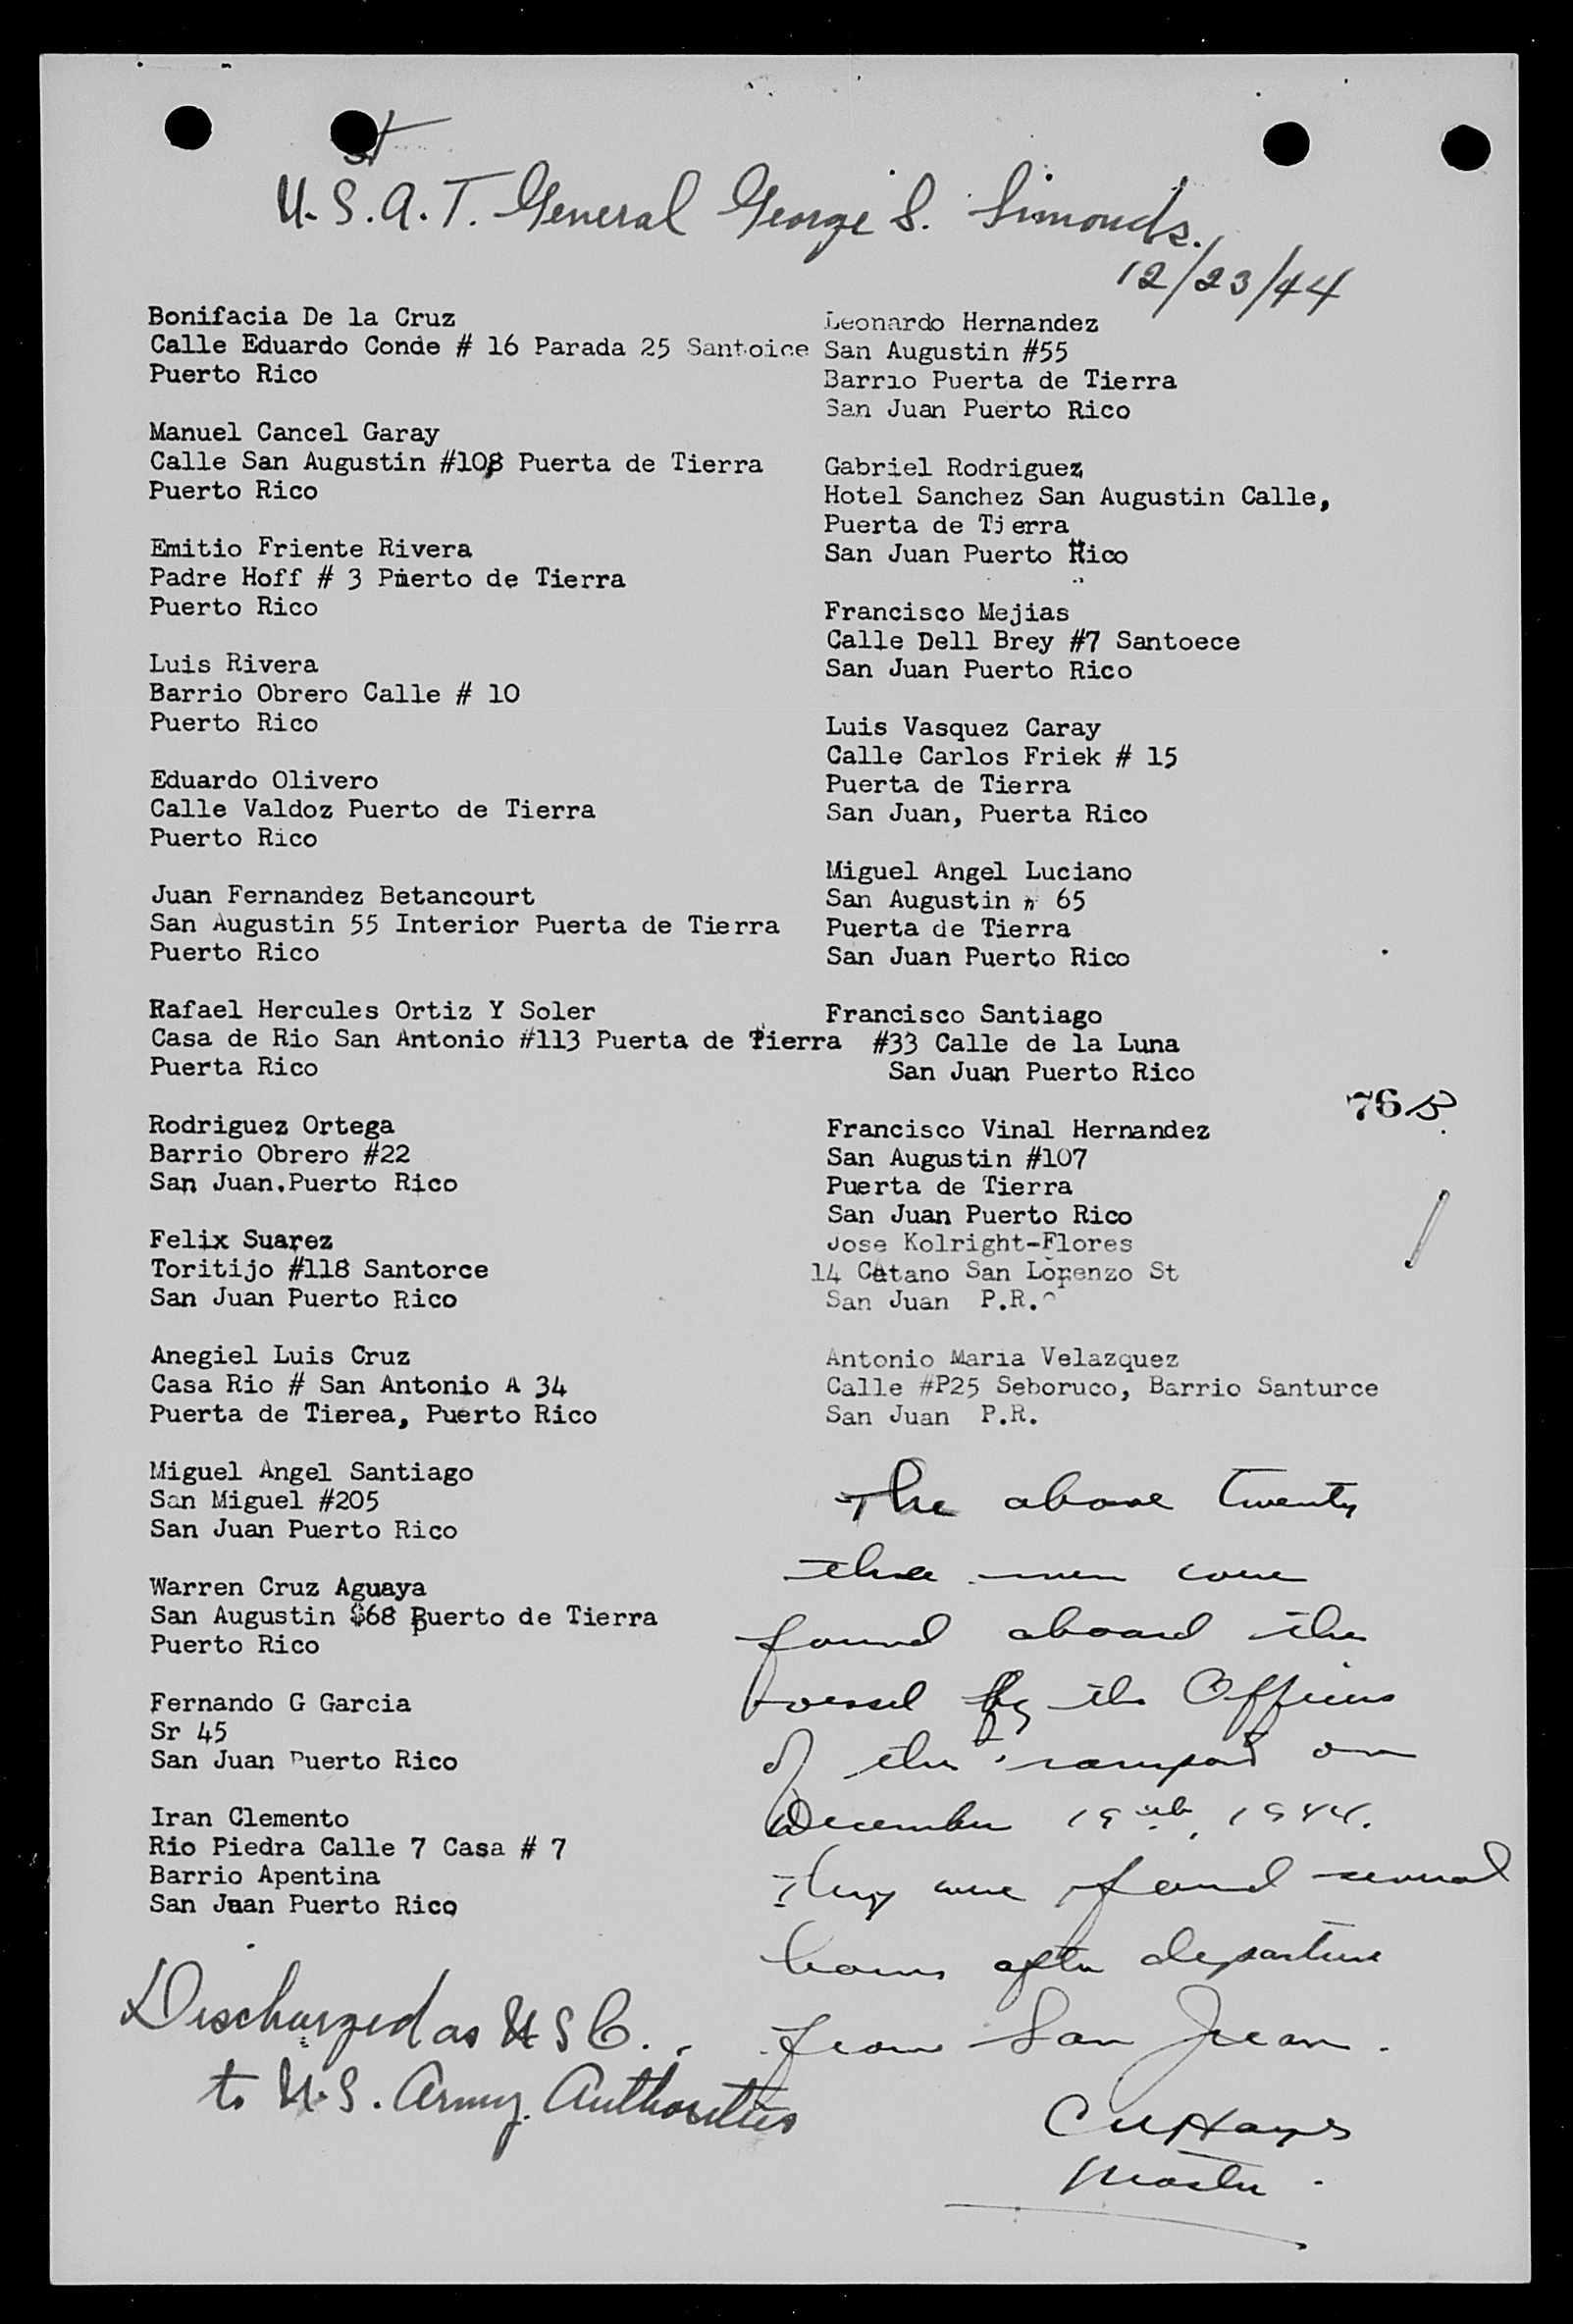 U.S.A.T. General George S. Simonds.
12/23/44
Bonifacia De la Cruz
Calle Eduardo Conde # 16 Parada 25 Santoice
Puerto Rico
Manuel Cancel Garay
Calle San Augustin #108 Puerta de Tierra
Puerto Rico
Emitio Friente Rivera
Padre Hoff # 3 Puerto de Tierra
Puerto Rico
Luis Rivera
Barrio Obrero Calle # 10
Puerto Rico
Eduardo Olivero
Calle Valdoz Puerto de Tierra
Puerto Rico
Juan Fernandez Betancourt
San Augustin 55 Interior Puerta de Tierra
Puerto Rico
Rafael Hercules Ortiz Y Soler
Casa de Rio San Antonio #113 Puerta de Tierra
Puerta Rico
Rodriguez Ortega
Barrio Obrero #22
San Juan.Puerto Rico
Felix Suarez
Toritijo #118 Santorce
San Juan Puerto Rico
Anegiel Luis Cruz
Casa Rio # San Antonio A 34
Puerta de Tierea, Puerto Rico
Miguel Angel Santiago
San Miguel #205
San Juan Puerto Rico
Warren Cruz Aguaya
San Augustin $68 Puerto de Tierra
Puerto Rico
Fernando G Garcia
Sr 45
San Juan Puerto Rico
Iran Clemento
Rio Piedra Calle 7 Casa # 7
Barrio Apentina
San Juan Puerto Rico
Discharged as USC.
to U.S. Army Authorities
Leonardo Hernandez
San Augustin #55
Barrio Puerta de Tierra
San Juan Puerto Rico
Gabriel Rodriguez
Hotel Sanchez San Augustin Calle,
Puerta de Tierra
San Juan Puerto Rico
Francisco Mejias
Calle Dell Brey #7 Santoece
San Juan Puerto Rico
Luis Vasquez Caray
Calle Carlos Friek # 15
Puerta de Tierra
San Juan, Puerta Rico
Miguel Angel Luciano
San Augustin # 65
Puerta de Tierra
San Juan Puerto Rico
Francisco Santiago
#33 Calle de la Luna
San Juan Puerto Rico
76 B
Francisco Vinal Hernandez
San Augustin #107
Puerta de Tierra
San Juan Puerto Rico
Jose Kolright-Flores
14 Catano San Lorenzo St
San Juan P.R.
Antonio Maria Velazquez
Calle #P25 Seboruco, Barrio Santurce
San Juan P.R.
The above twenty
three men were
found aboard the
vessel by the Officers
of the transport on
December 19th, 1944.
They were found several
hours after departure
from San Juan.
C U Hayes
Master.